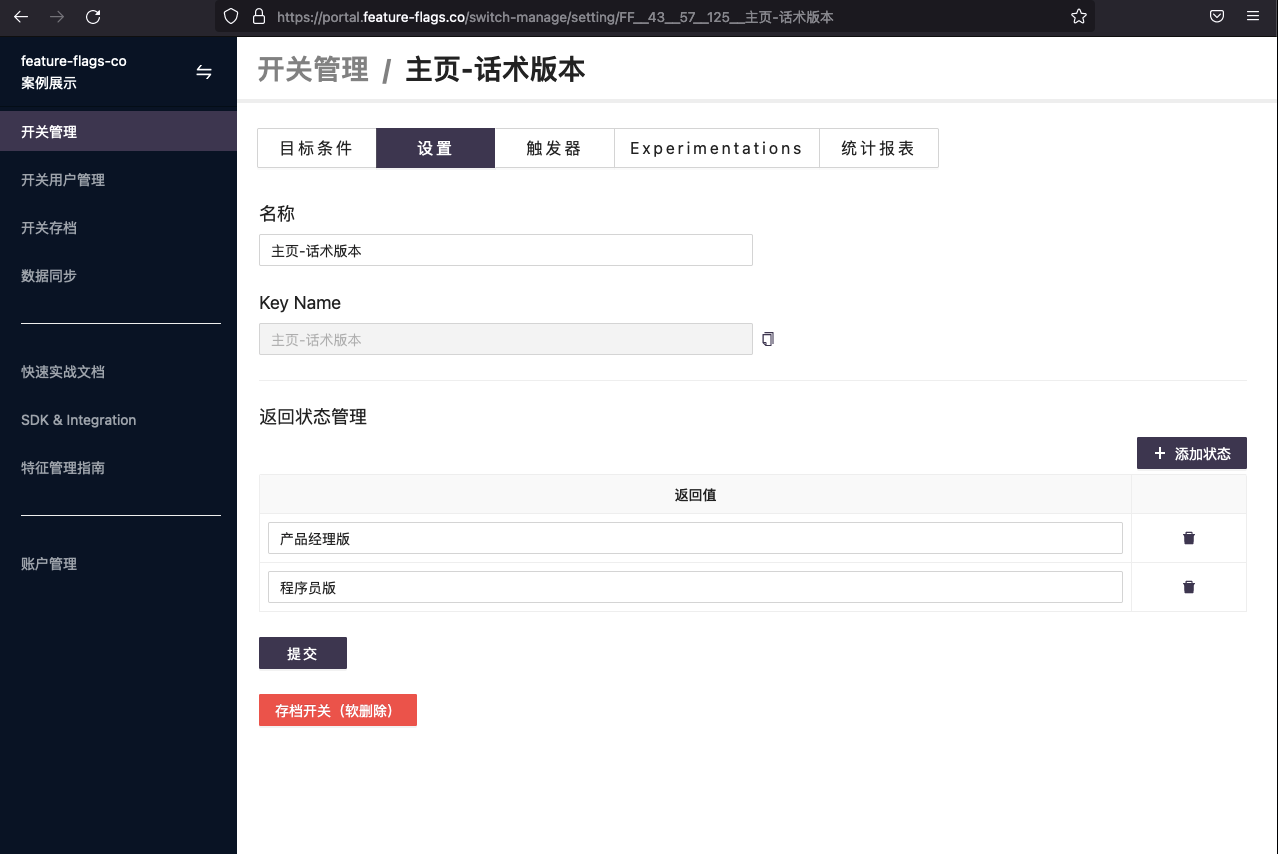 https://portal.feature-flags.co/switch-manage/setting/FF__43__57__125__主页-话术版本
feature-flags-co
案例展示
开关管理
开关用户管理
开关存档
数据同步
快速实战文档
SDK & Integration
特征管理指南
账户管理
开关管理 / 主页-话术版本
目标条件 设置 触发器 Experimentations 统计报表
名称
主页-话术版本
Key Name
主页-话术版本
返回状态管理
+ 添加状态
返回值
产品经理版
程序员版
提交
存档开关（软删除）